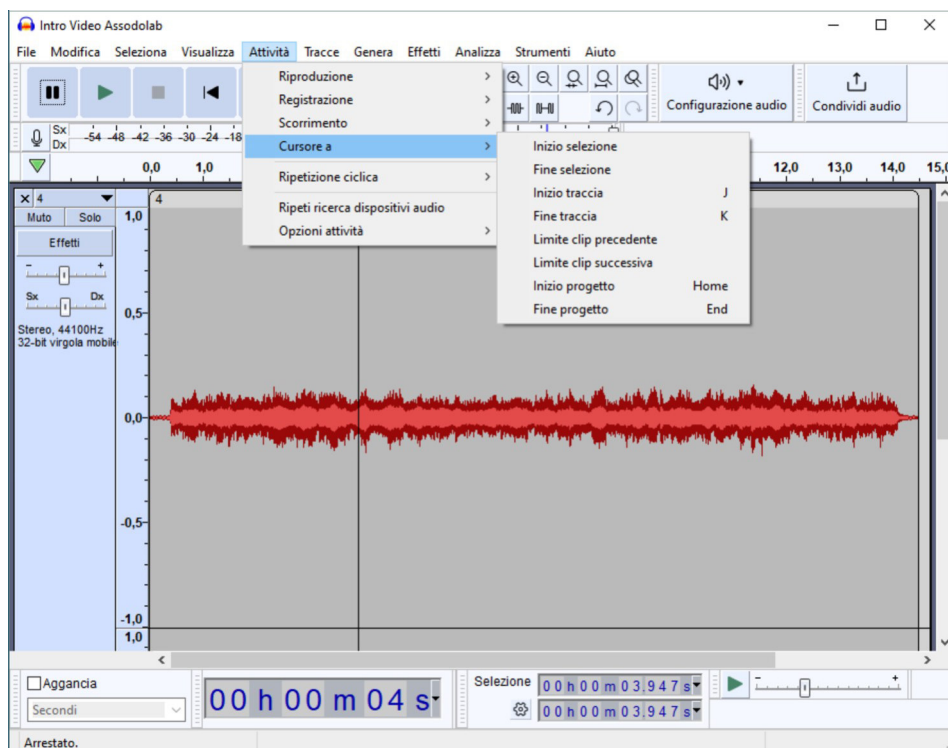 Intro Video Assodolab
File Modifica Seleziona Visualizza Attività Tracce Genera Effetti Analizza Strumenti Aiuto
Riproduzione
Registrazione
Scorrimento
Cursore a
Ripetizione ciclica
Ripeti ricerca dispositivi audio
Opzioni attività
Inizio selezione
Fine selezione
Inizio traccia J
Fine traccia K
Limite clip precedente
Limite clip successiva
Inizio progetto Home
Fine progetto End
Configurazione audio
Condividi audio
Sx
Dx
-54 -48 -42 -36 -30 -24 -18
0,0 1,0 12,0 13,0 14,0 15,
4
4
Muto Solo
Effetti
- +
Sx Dx
Stereo, 44100Hz
32-bit virgola mobile
1,0
0,5
0,0
-0,5
-1,0
1,0
Aggancia
Secondi
00 h 00 m 04 s
Selezione
00 h 00 m 03,947 s
00 h 00 m 03,947 s
- +
Arrestato.